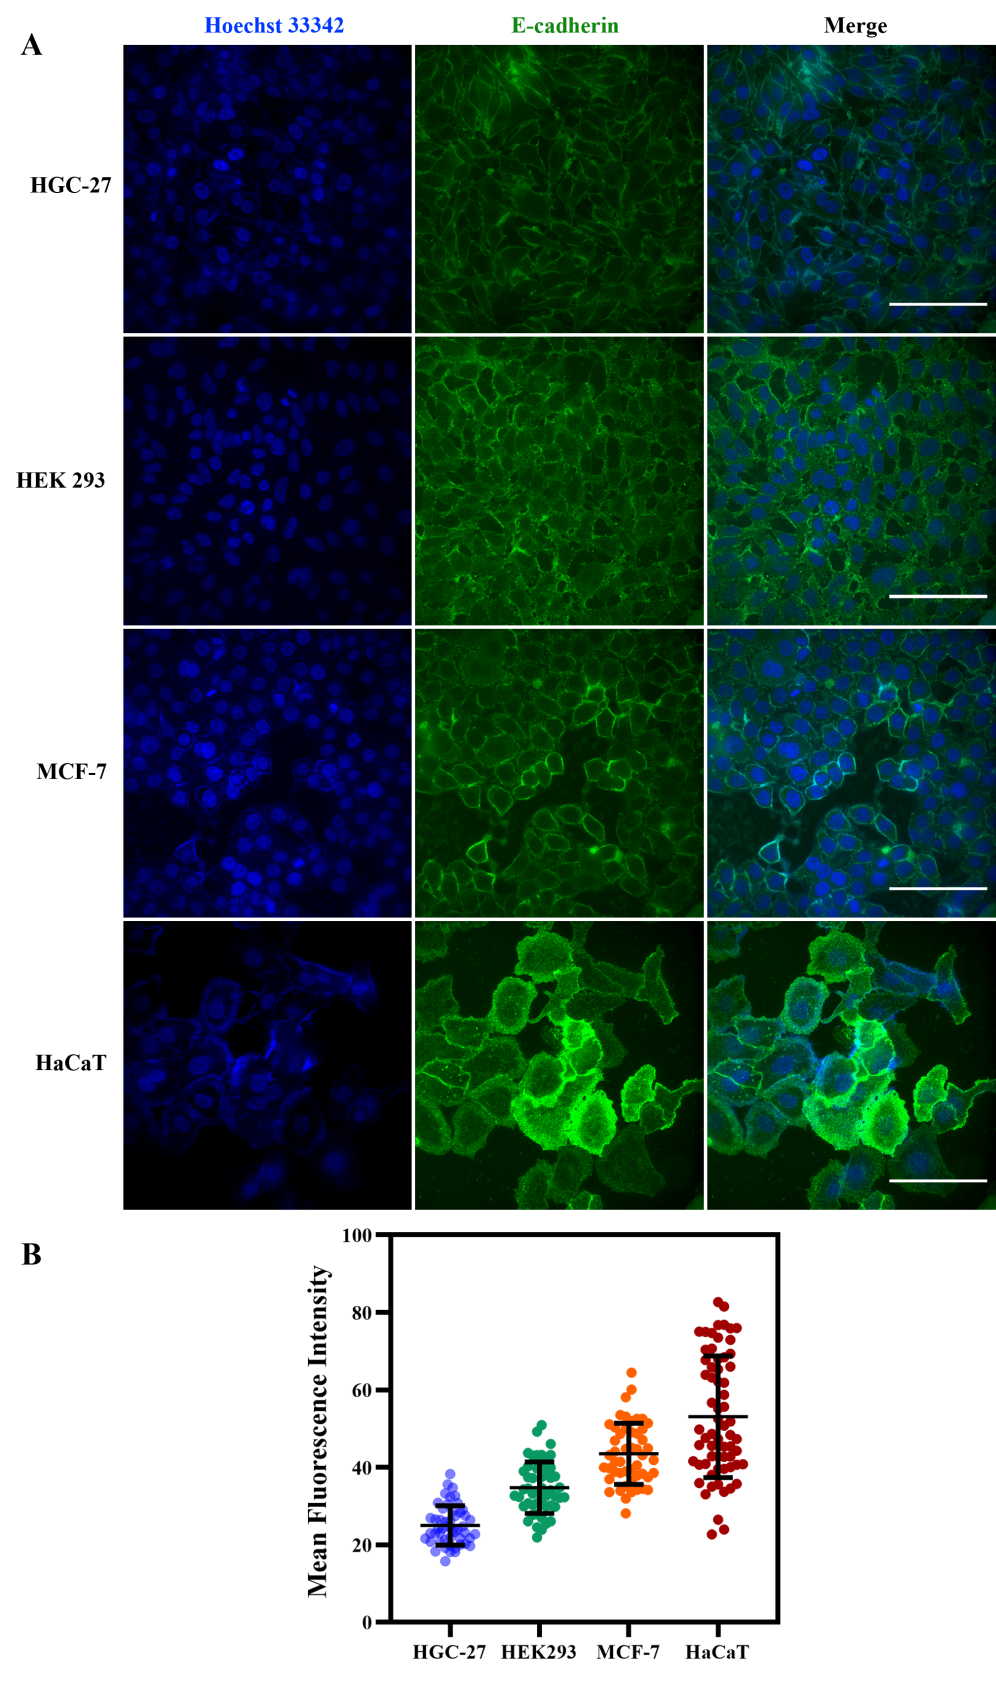 A
Hoechst 33342
E-cadherin
Merge
HGC-27
HEK 293
MCF-7
HaCaT
B
Mean Fluorescence Intensity
100
80
60
40
20
0
HGC-27
HEK293
MCF-7
HaCaT